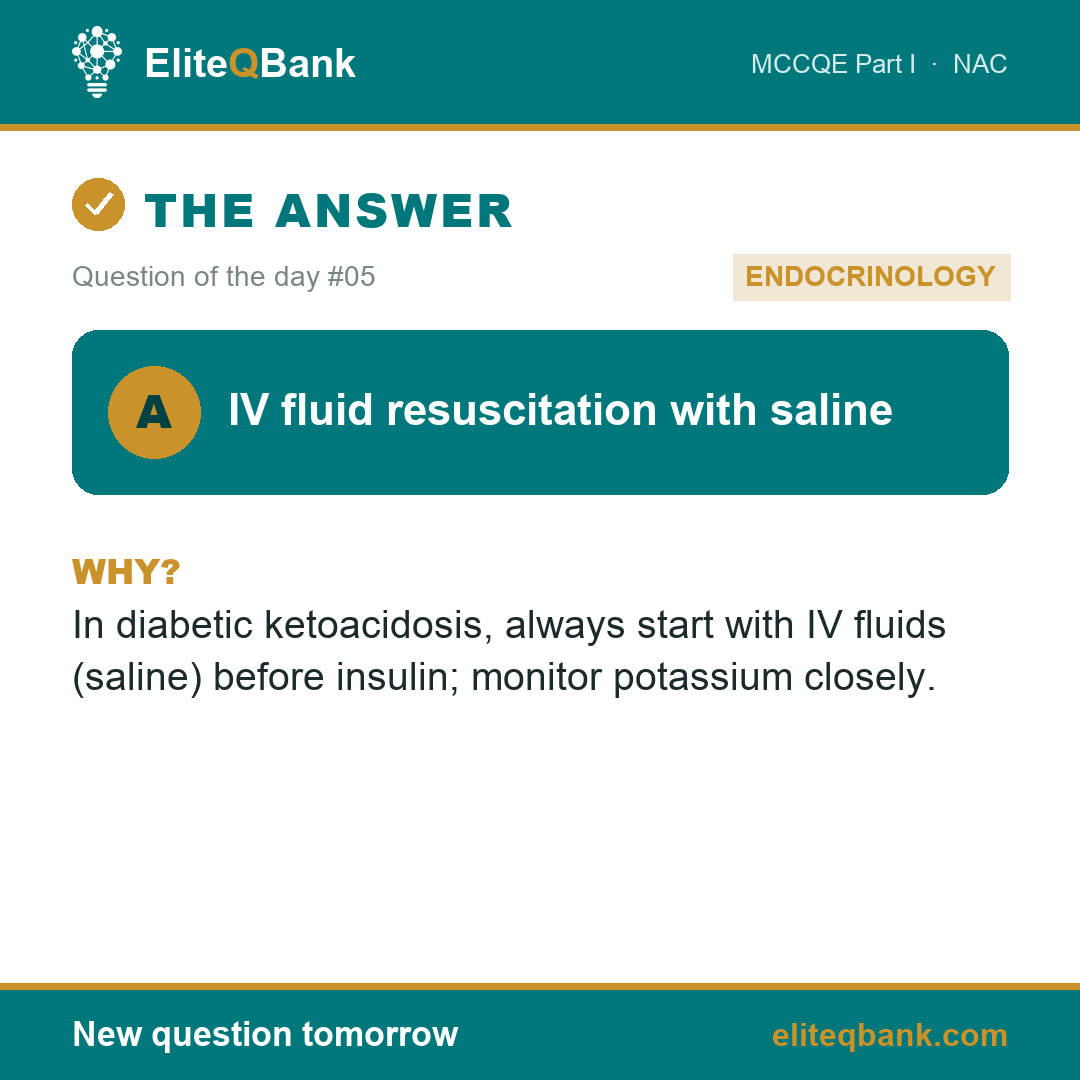 EliteQBank
MCCQE Part I · NAC
THE ANSWER
Question of the day #05
ENDOCRINOLOGY
A
IV fluid resuscitation with saline
WHY?
In diabetic ketoacidosis, always start with IV fluids
(saline) before insulin; monitor potassium closely.
New question tomorrow
eliteqbank.com